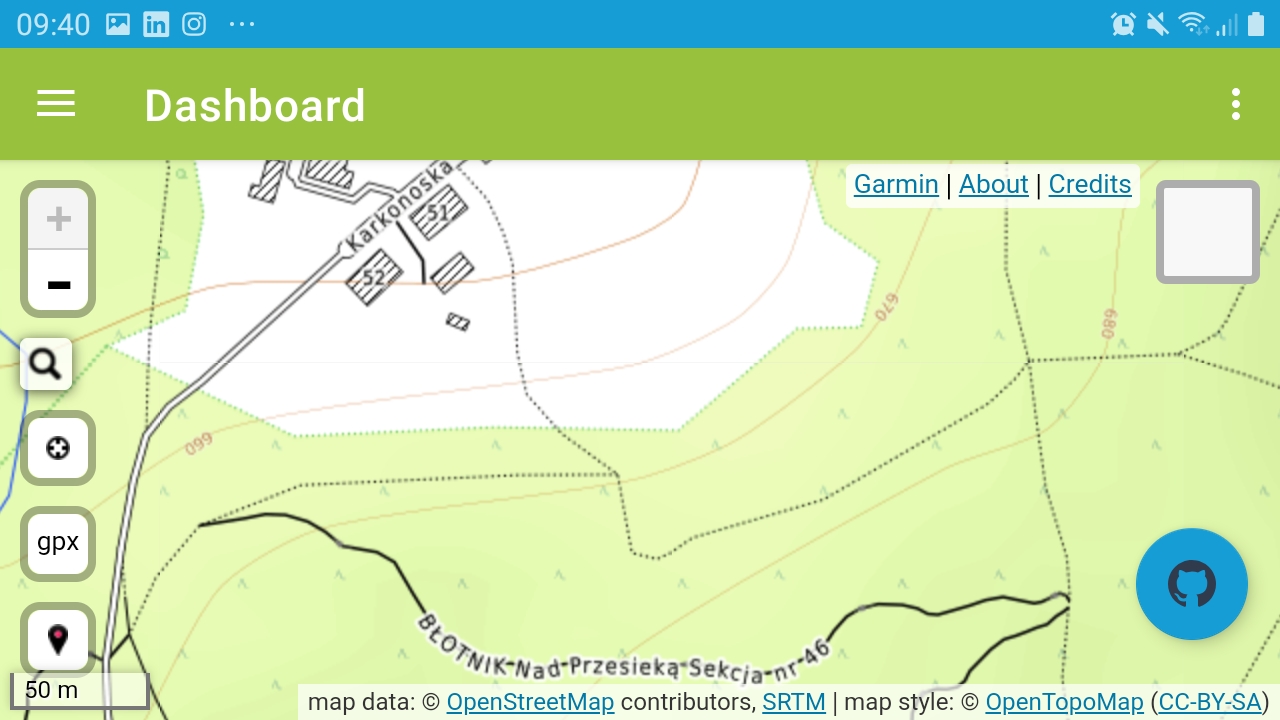 09:40
Dashboard
Garmin | About | Credits
Karkonoska
51
52
670
680
660
gpx
BŁOTNIK Nad Przesieką Sekcja nr 46
50 m
map data: © OpenStreetMap contributors, SRTM | map style: © OpenTopoMap (CC-BY-SA)